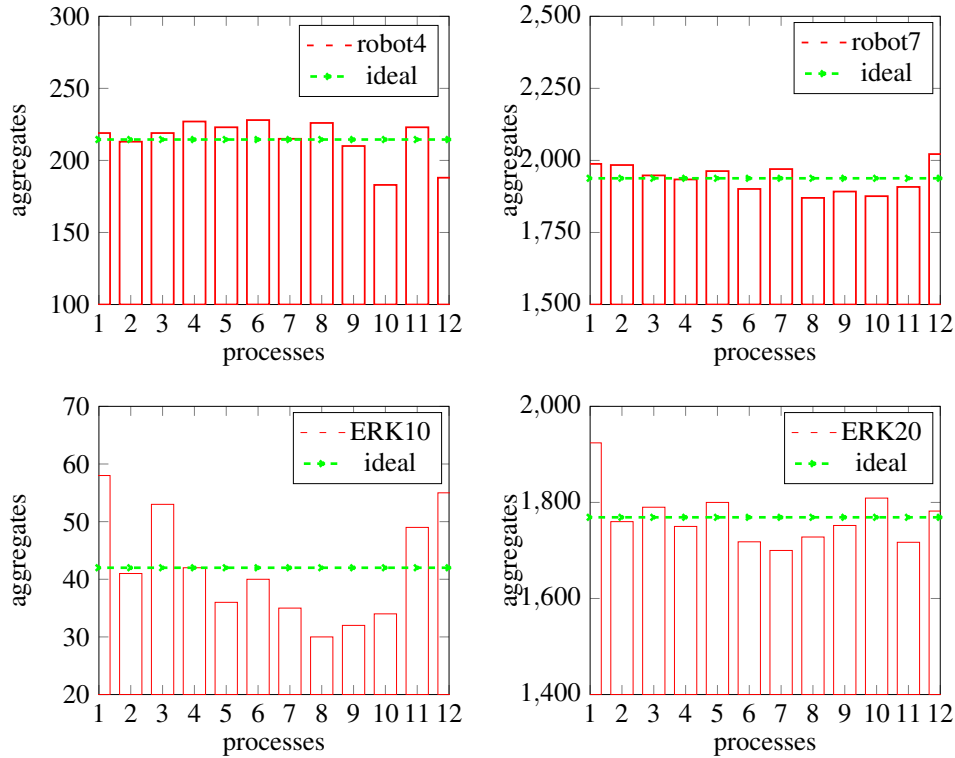 300
250
200
150
100
aggregates
1 2 3 4 5 6 7 8 9 10 11 12
processes
robot4
ideal
2,500
2,250
2,000
1,750
1,500
aggregates
1 2 3 4 5 6 7 8 9 10 11 12
processes
robot7
ideal
70
60
50
40
30
20
aggregates
1 2 3 4 5 6 7 8 9 10 11 12
processes
ERK10
ideal
2,000
1,800
1,600
1,400
aggregates
1 2 3 4 5 6 7 8 9 10 11 12
processes
ERK20
ideal